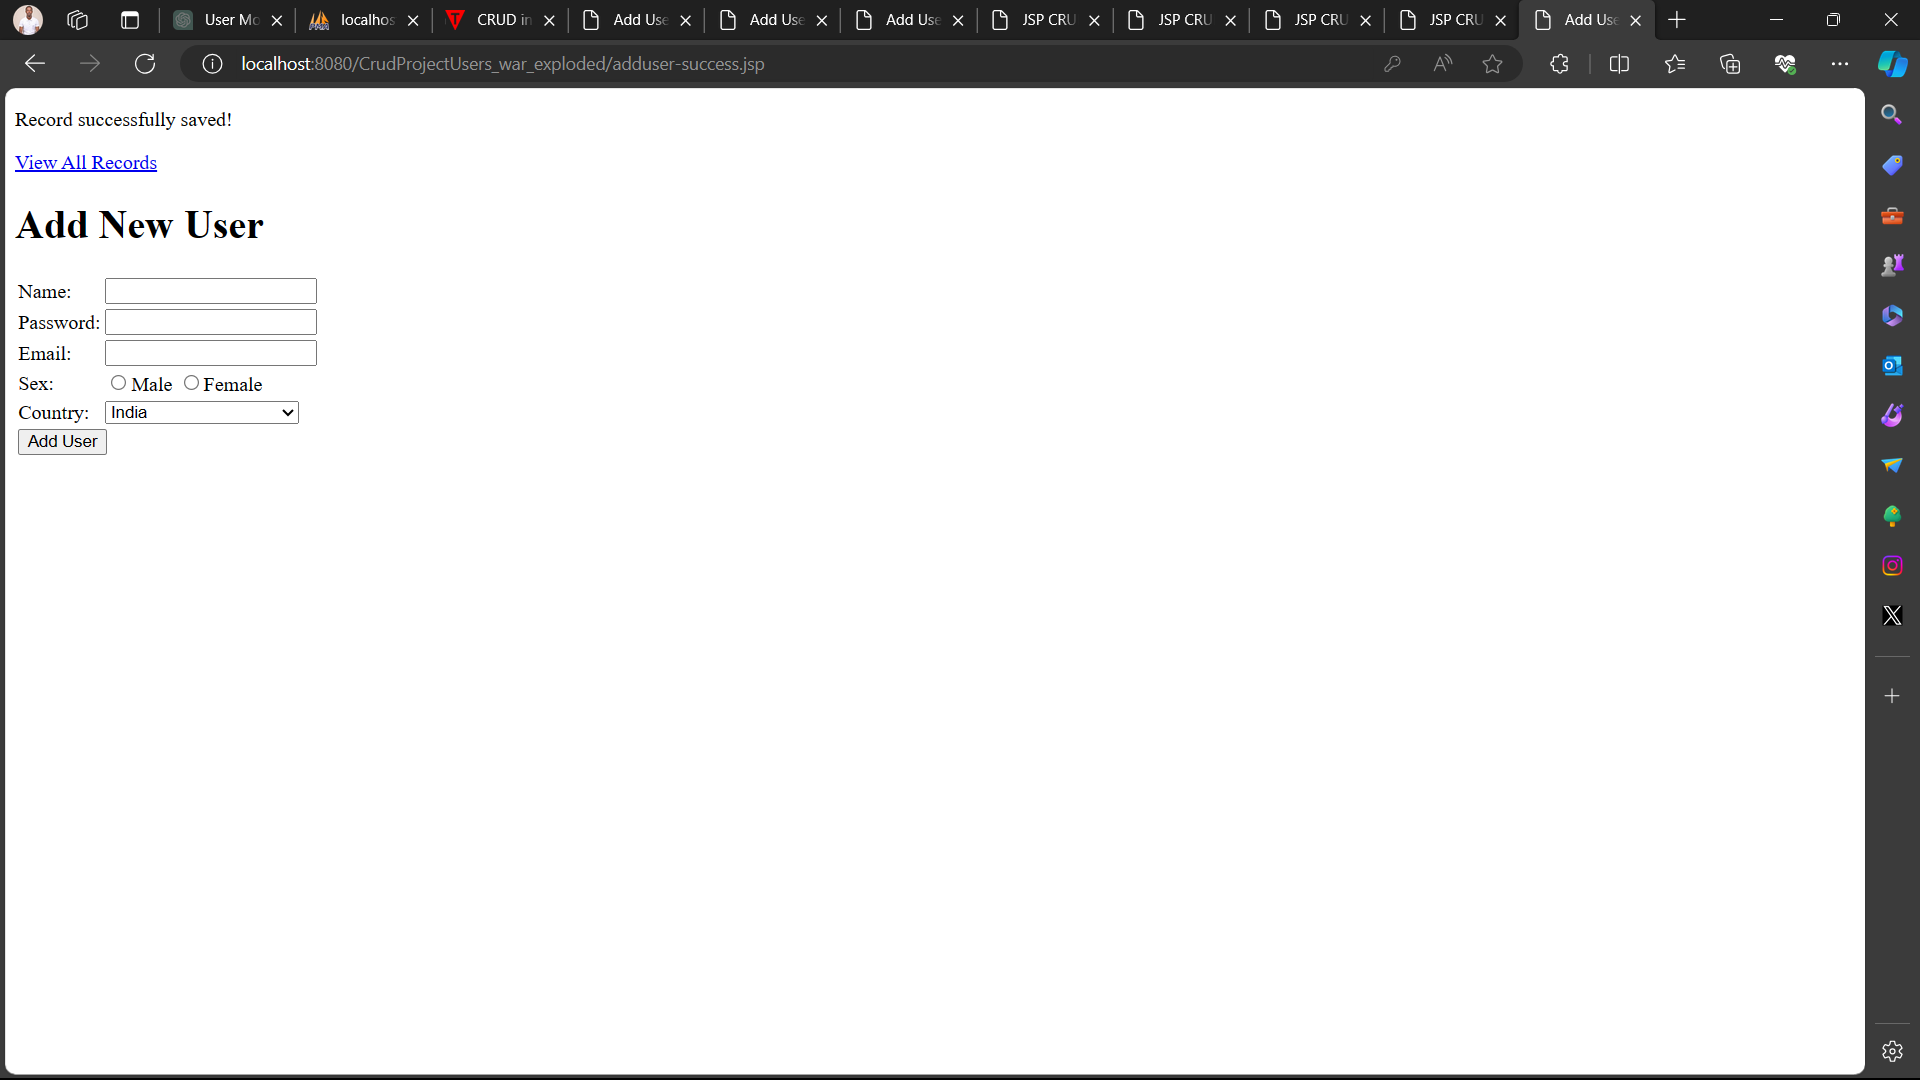 User Mo
localhos
CRUD in
Add Use
Add Use
Add Use
JSP CRU
JSP CRU
JSP CRU
JSP CRU
Add Use
localhost:8080/CrudProjectUsers_war_exploded/adduser-success.jsp
Record successfully saved!
View All Records
Add New User
Name:
Password:
Email:
Sex: Male Female
Country: India
Add User